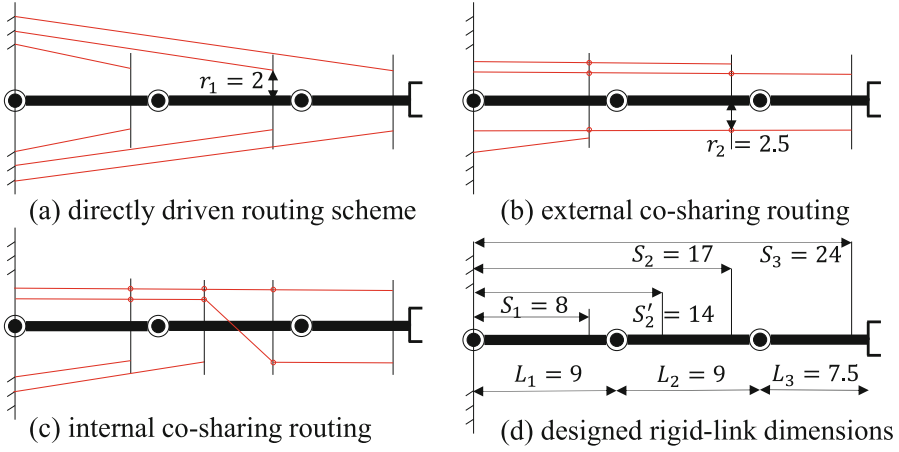 r₁ = 2
r₂ = 2.5
(a) directly driven routing scheme
(b) external co-sharing routing
S₂ = 17
S₃ = 24
S₁ = 8
S₂′ = 14
L₁ = 9
L₂ = 9
L₃ = 7.5
(c) internal co-sharing routing
(d) designed rigid-link dimensions